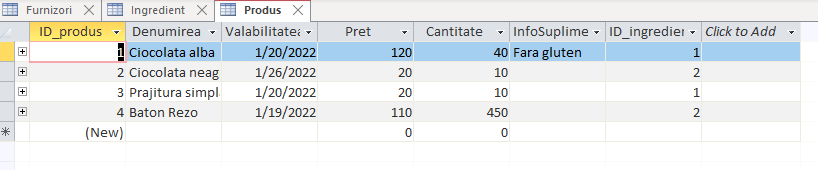 Furnizori Ingredient Produs
ID_produs Denumirea Valabilitatea Pret Cantitate InfoSuplime ID_ingredier Click to Add
1 Ciocolata alba 1/20/2022 120 40 Fara gluten 1
2 Ciocolata neag 1/26/2022 20 10 2
3 Prajitura simpl 1/20/2022 20 10 1
4 Baton Rezo 1/19/2022 110 450 2
(New) 0 0